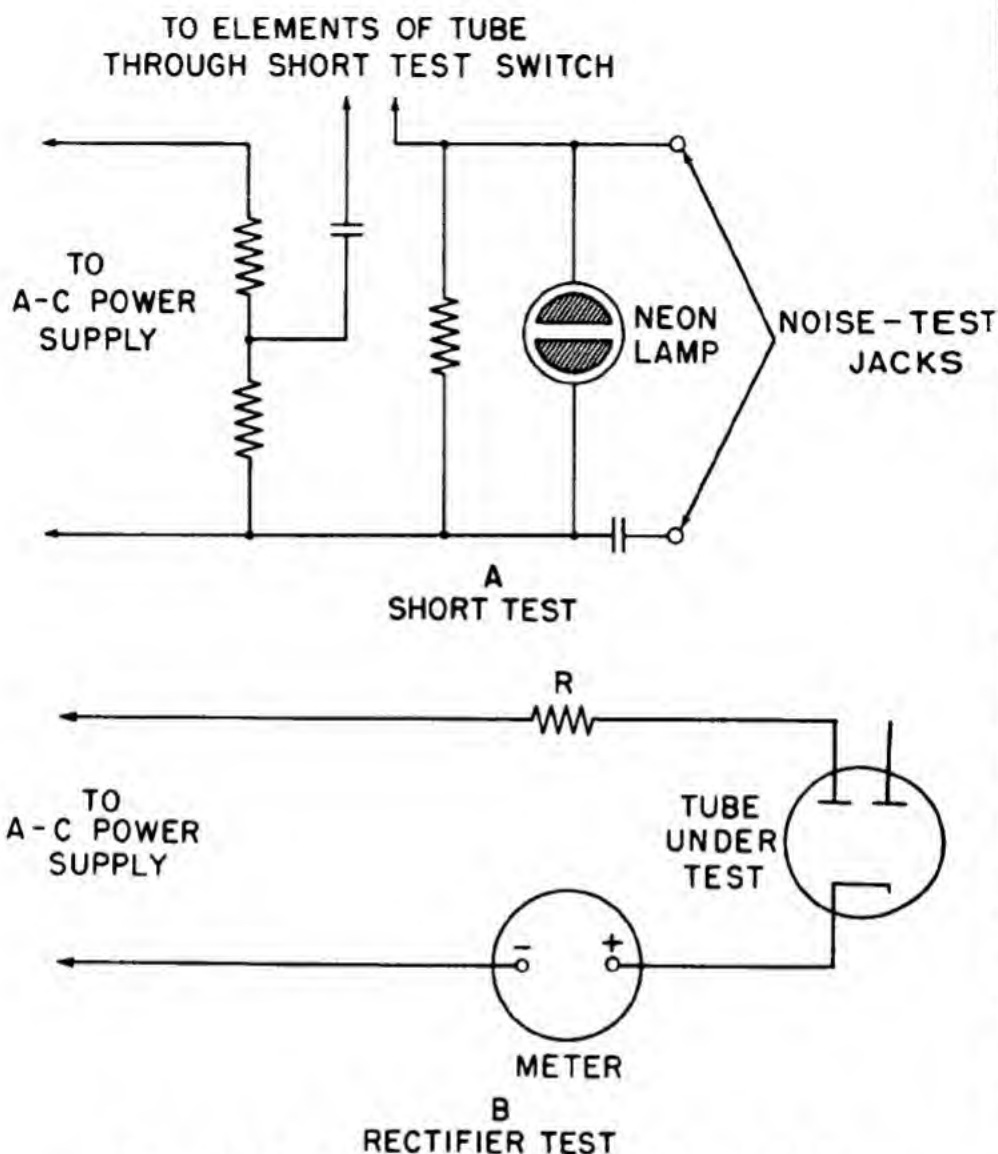 TO ELEMENTS OF TUBE
THROUGH SHORT TEST SWITCH
TO
A-C POWER
SUPPLY
NEON
LAMP
NOISE-TEST
JACKS
A
SHORT TEST
R
TO
A-C POWER
SUPPLY
TUBE
UNDER
TEST
- +
METER
B
RECTIFIER TEST